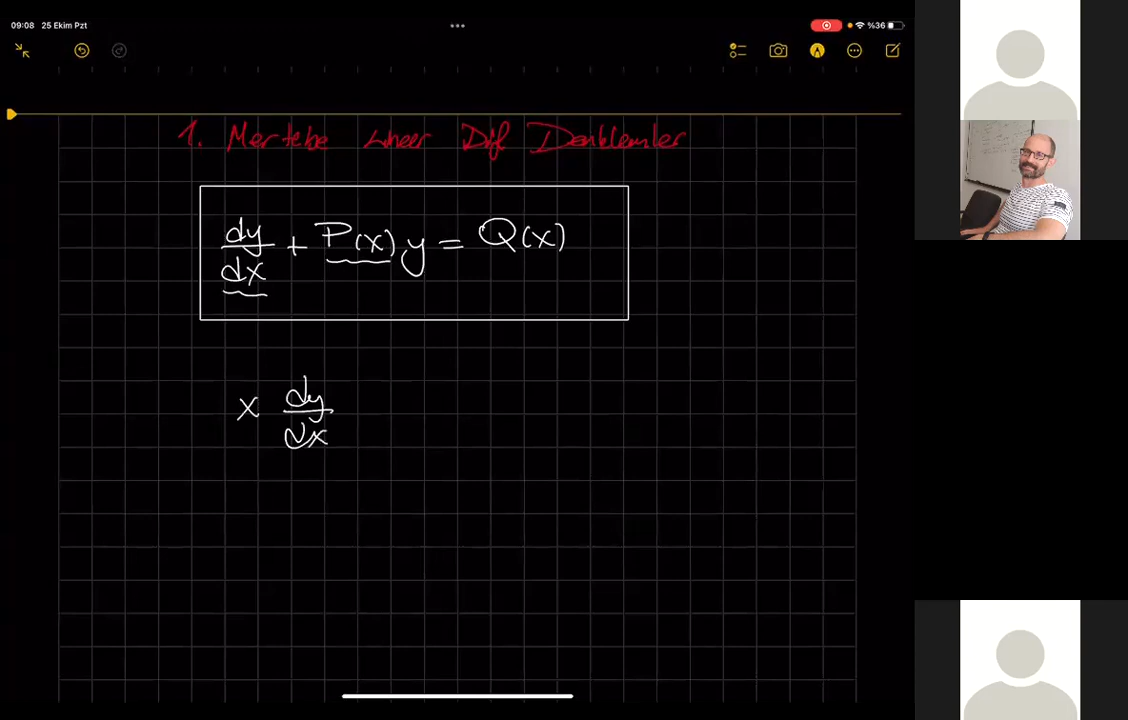 09:08 25 Ekim Pzt %36
1. Mertebe Lineer Dif Denklemler
dy/dx + P(x) y = Q(x)
x dy/dx